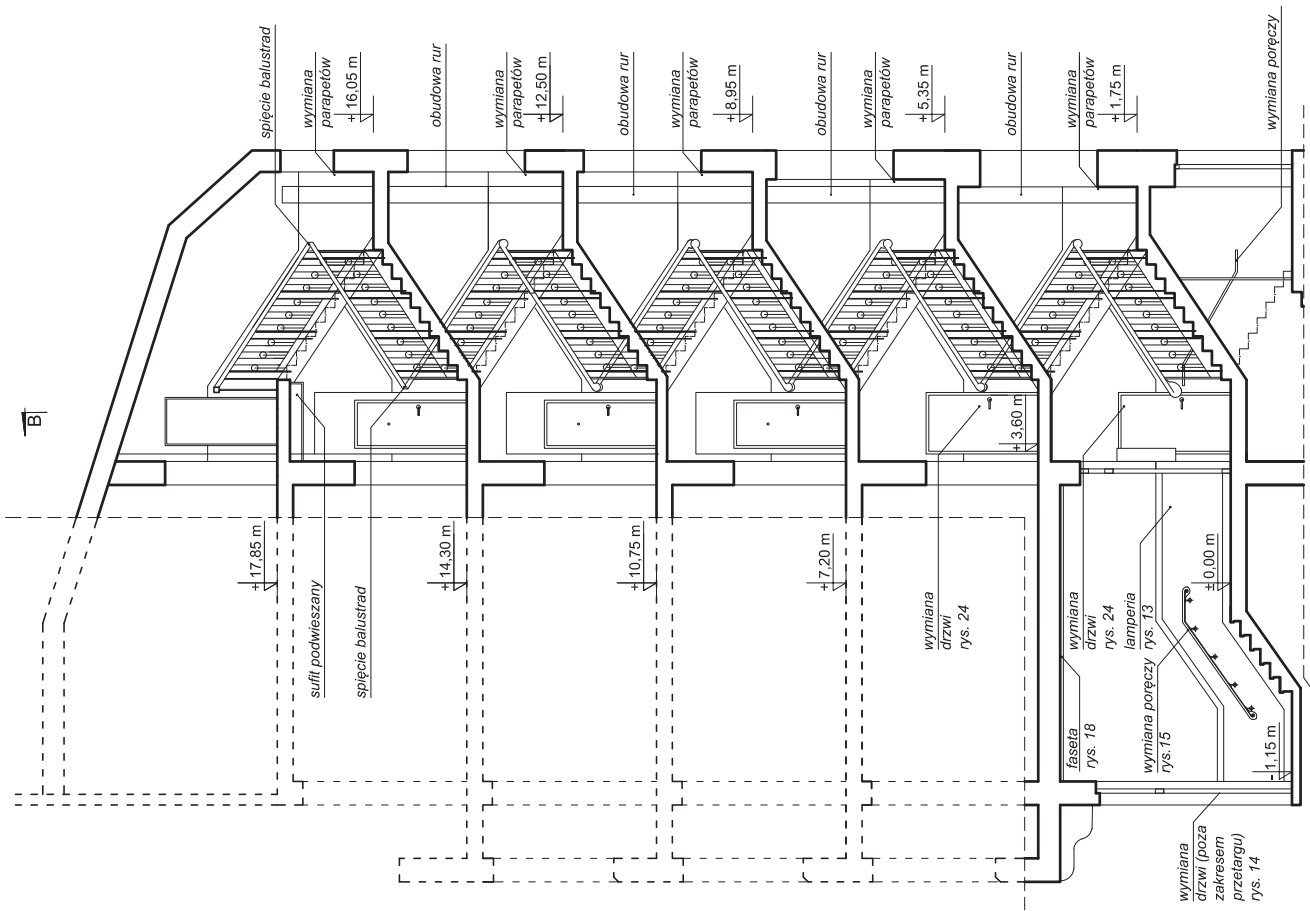 spięcie balustrad
wymiana
parapetów
+16,05 m
obudowa rur
wymiana
parapetów
+12,50 m
obudowa rur
wymiana
parapetów
+8,95 m
obudowa rur
wymiana
parapetów
+5,35 m
obudowa rur
wymiana
parapetów
+1,75 m
wymiana poręczy
B
+17,85 m
+14,30 m
+10,75 m
+7,20 m
+3,60 m
±0,00 m
-1,15 m
sufit podwieszany
spięcie balustrad
wymiana
drzwi
rys. 24
wymiana
drzwi
rys. 24
lamperia
rys. 13
faseta
rys. 18
wymiana poręczy
rys.15
wymiana
drzwi (poza
zakresem
przetargu)
rys. 14